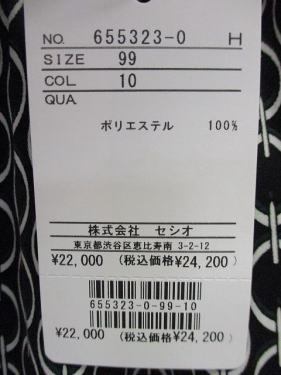 NO. 655323-0 H
SIZE 99
COL 10
QUA
ポリエステル 100%
株式会社 セシオ
東京都渋谷区恵比寿南 3-2-12
¥22,000 (税込価格¥24,200)
655323-0-99-10
¥22,000 (税込価格¥24,200)